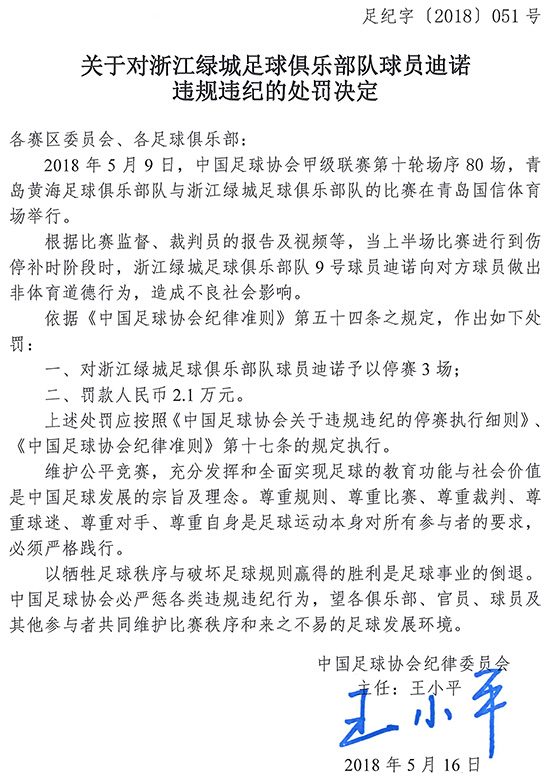 足纪字〔2018〕051号
关于对浙江绿城足球俱乐部队球员迪诺
违规违纪的处罚决定
各赛区委员会、各足球俱乐部：
2018年5月9日，中国足球协会甲级联赛第十轮场序80场，青
岛黄海足球俱乐部队与浙江绿城足球俱乐部队的比赛在青岛国信体育
场举行。
根据比赛监督、裁判员的报告及视频等，当上半场比赛进行到伤
停补时阶段时，浙江绿城足球俱乐部队9号球员迪诺向对方球员做出
非体育道德行为，造成不良社会影响。
依据《中国足球协会纪律准则》第五十四条之规定，作出如下处
罚：
一、对浙江绿城足球俱乐部队球员迪诺予以停赛3场；
二、罚款人民币2.1万元。
上述处罚应按照《中国足球协会关于违规违纪的停赛执行细则》、
《中国足球协会纪律准则》第十七条的规定执行。
维护公平竞赛，充分发挥和全面实现足球的教育功能与社会价值
是中国足球发展的宗旨及理念。尊重规则、尊重比赛、尊重裁判、尊
重球迷、尊重对手、尊重自身是足球运动本身对所有参与者的要求，
必须严格践行。
以牺牲足球秩序与破坏足球规则赢得的胜利是足球事业的倒退。
中国足球协会必严惩各类违规违纪行为，望各俱乐部、官员、球员及
其他参与者共同维护比赛秩序和来之不易的足球发展环境。
中国足球协会纪律委员会
主任：王小平
王小平
2018年5月16日